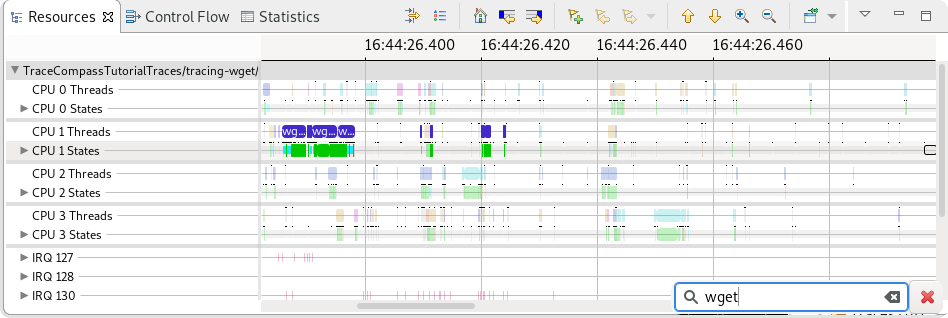 Resources Control Flow Statistics
16:44:26.400 16:44:26.420 16:44:26.440 16:44:26.460
TraceCompassTutorialTraces/tracing-wget/
CPU 0 Threads
CPU 0 States
CPU 1 Threads wg... wg... w...
CPU 1 States
CPU 2 Threads
CPU 2 States
CPU 3 Threads
CPU 3 States
IRQ 127
IRQ 128
IRQ 130
wget